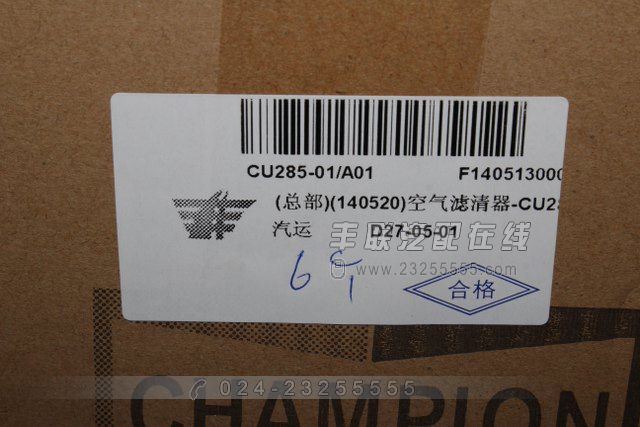 CU285-01/A01 F140513000
(总部)(140520)空气滤清器-CU28
汽运 D27-05-01
丰联汽配在线
www.23255555.com
6
合格
024-23255555
CHAMPION